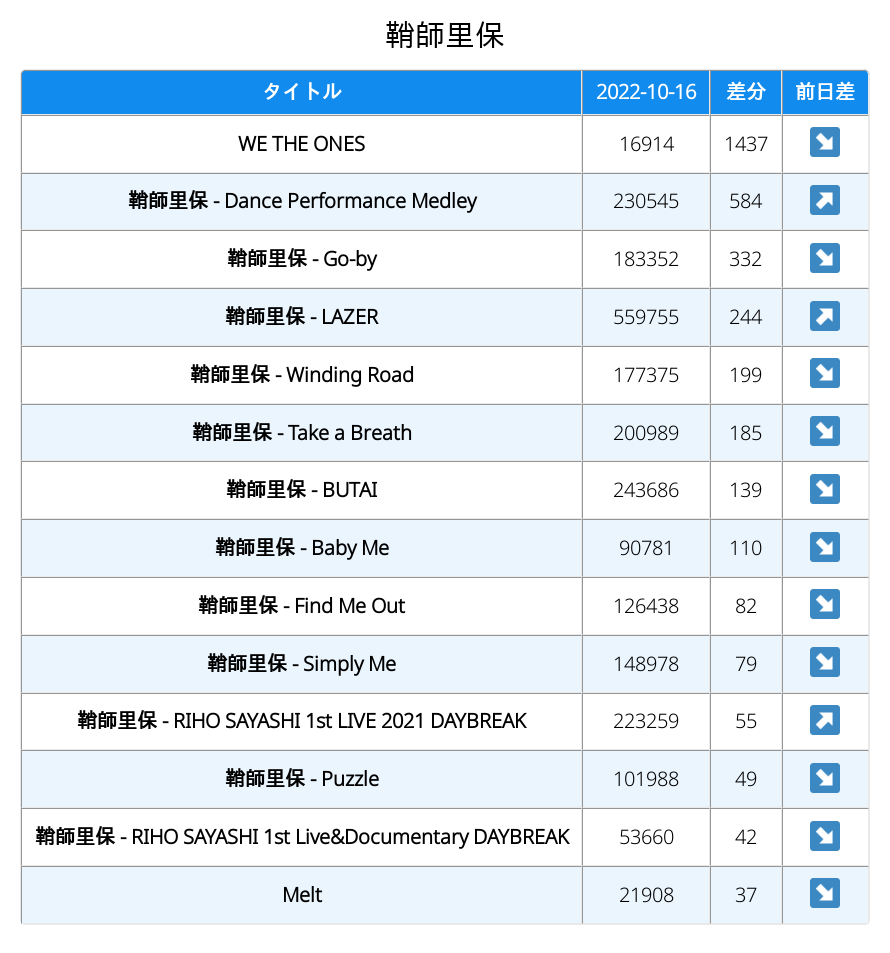 鞘師里保
タイトル 2022-10-16 差分 前日差
WE THE ONES 16914 1437 ↘
鞘師里保 - Dance Performance Medley 230545 584 ↗
鞘師里保 - Go-by 183352 332 ↘
鞘師里保 - LAZER 559755 244 ↗
鞘師里保 - Winding Road 177375 199 ↘
鞘師里保 - Take a Breath 200989 185 ↘
鞘師里保 - BUTAI 243686 139 ↘
鞘師里保 - Baby Me 90781 110 ↘
鞘師里保 - Find Me Out 126438 82 ↘
鞘師里保 - Simply Me 148978 79 ↘
鞘師里保 - RIHO SAYASHI 1st LIVE 2021 DAYBREAK 223259 55 ↗
鞘師里保 - Puzzle 101988 49 ↘
鞘師里保 - RIHO SAYASHI 1st Live&Documentary DAYBREAK 53660 42 ↘
Melt 21908 37 ↘